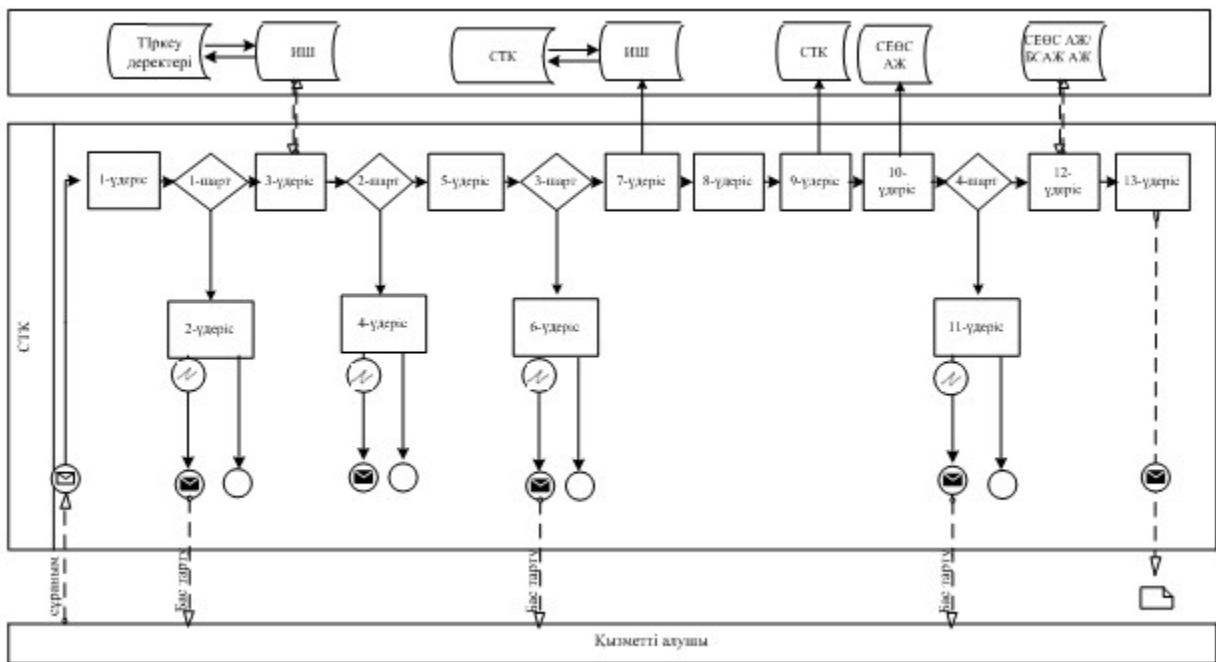 Тіркеу
деректері
ИШ
СТК
ИШ
СТК
СЕӨС
АЖ
СЕӨС АЖ/
БСАЖ АЖ
СТК
1-үдеріс
1-шарт
3-үдеріс
2-шарт
5-үдеріс
3-шарт
7-үдеріс
8-үдеріс
9-үдеріс
10-
үдеріс
4-шарт
12-
үдеріс
13-үдеріс
2-үдеріс
4-үдеріс
6-үдеріс
11-үдеріс
сұраным
Бас тарту
Бас тарту
Бас тарту
Қызметті алушы